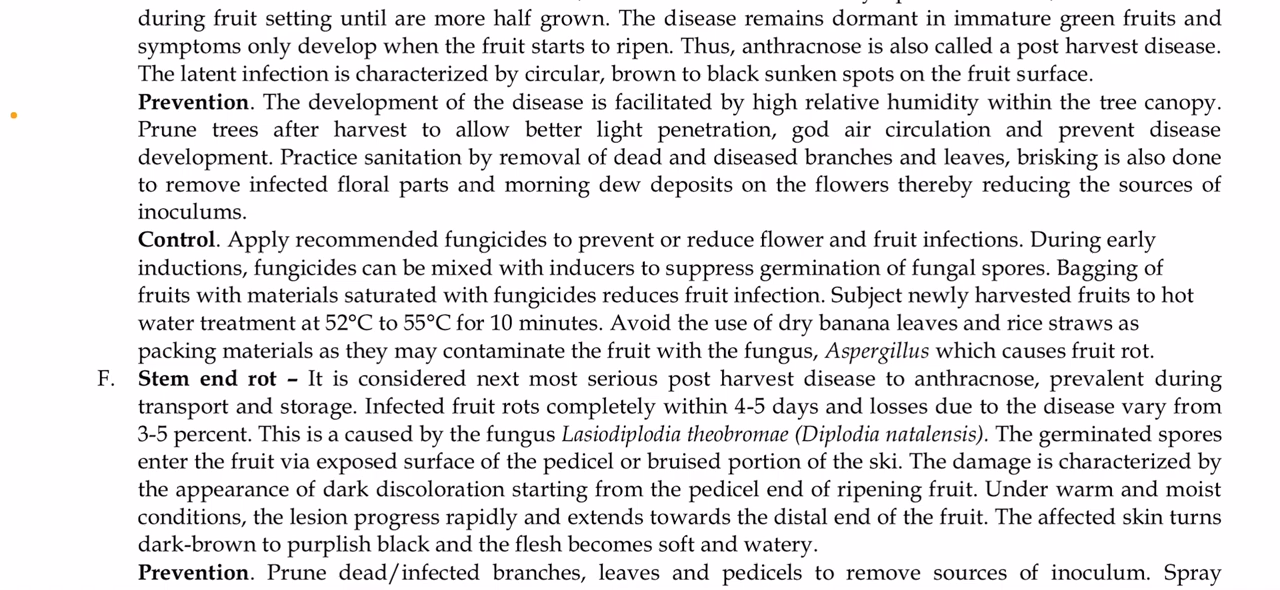 during fruit setting until are more half grown. The disease remains dormant in immature green fruits and
symptoms only develop when the fruit starts to ripen. Thus, anthracnose is also called a post harvest disease.
The latent infection is characterized by circular, brown to black sunken spots on the fruit surface.
Prevention. The development of the disease is facilitated by high relative humidity within the tree canopy.
Prune trees after harvest to allow better light penetration, god air circulation and prevent disease
development. Practice sanitation by removal of dead and diseased branches and leaves, brisking is also done
to remove infected floral parts and morning dew deposits on the flowers thereby reducing the sources of
inoculums.
Control. Apply recommended fungicides to prevent or reduce flower and fruit infections. During early
inductions, fungicides can be mixed with inducers to suppress germination of fungal spores. Bagging of
fruits with materials saturated with fungicides reduces fruit infection. Subject newly harvested fruits to hot
water treatment at 52°C to 55°C for 10 minutes. Avoid the use of dry banana leaves and rice straws as
packing materials as they may contaminate the fruit with the fungus, Aspergillus which causes fruit rot.
F. Stem end rot – It is considered next most serious post harvest disease to anthracnose, prevalent during
transport and storage. Infected fruit rots completely within 4-5 days and losses due to the disease vary from
3-5 percent. This is a caused by the fungus Lasiodiplodia theobromae (Diplodia natalensis). The germinated spores
enter the fruit via exposed surface of the pedicel or bruised portion of the ski. The damage is characterized by
the appearance of dark discoloration starting from the pedicel end of ripening fruit. Under warm and moist
conditions, the lesion progress rapidly and extends towards the distal end of the fruit. The affected skin turns
dark-brown to purplish black and the flesh becomes soft and watery.
Prevention. Prune dead/infected branches, leaves and pedicels to remove sources of inoculum. Spray